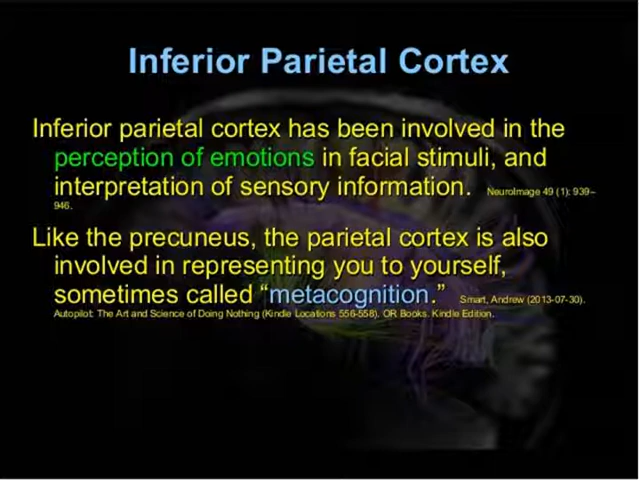 Inferior Parietal Cortex
Inferior parietal cortex has been involved in the
perception of emotions in facial stimuli, and
interpretation of sensory information. NeuroImage 49 (1): 939–
946.
Like the precuneus, the parietal cortex is also
involved in representing you to yourself,
sometimes called “metacognition.” Smart, Andrew (2013-07-30).
Autopilot: The Art and Science of Doing Nothing (Kindle Locations 556-558). OR Books. Kindle Edition.